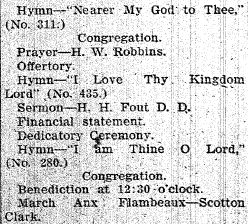 Hymn—"Nearer My God to Thee,"
(No. 311:)
Congregation.
Prayer—H. W. Robbins.
Offertory.
Hymn—"I Love Thy Kingdom
Lord" (No. 435.)
Sermon—H. H. Fout D. D.
Financial statement.
Dedicatory Ceremony.
Hymn—"I am Thine O Lord,"
(No. 280.)
Congregation.
Benediction at 12:30 o'clock.
March Anx Flambeaux—Scotton
Clark.